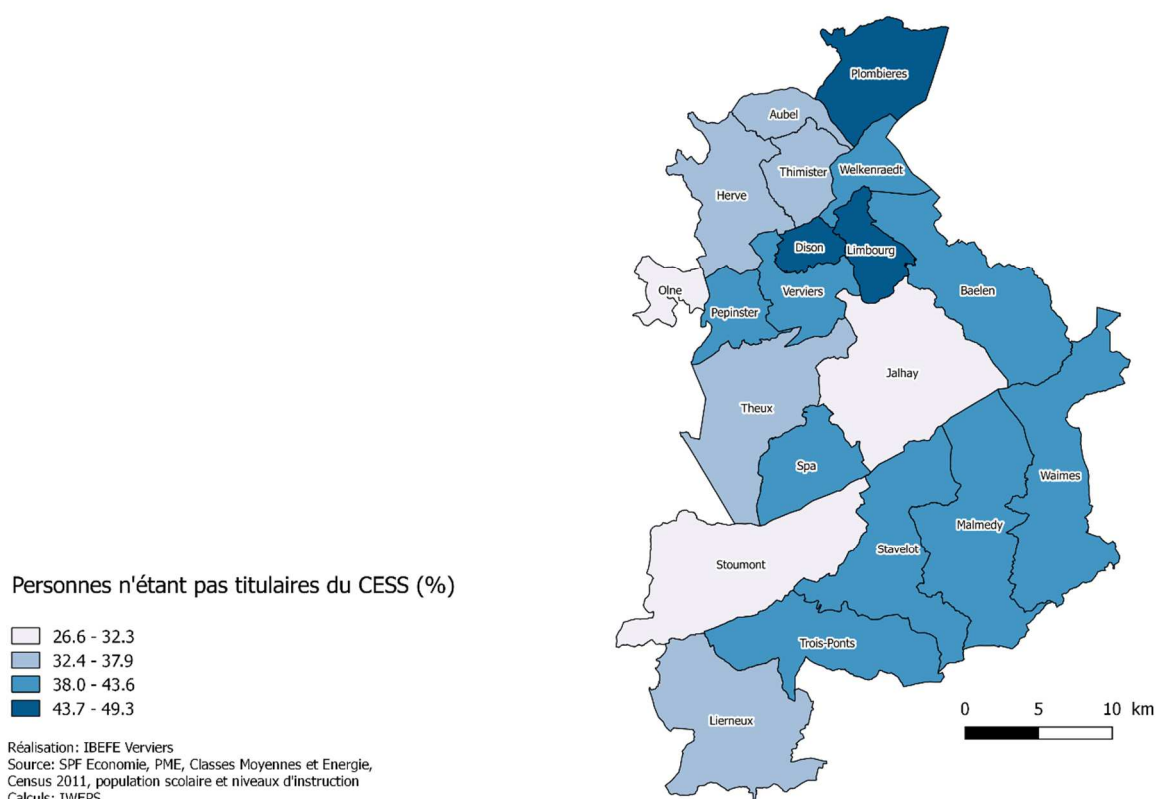 Plombieres
Aubel
Thimister
Welkenraedt
Herve
Dison
Limbourg
Olne
Baelen
Verviers
Pepinster
Jalhay
Theux
Spa
Waimes
Malmedy
Stavelot
Stoumont
Trois-Ponts
Lierneux
Personnes n'étant pas titulaires du CESS (%)
26.6 - 32.3
32.4 - 37.9
38.0 - 43.6
43.7 - 49.3
0 5 10 km
Réalisation: IBEFE Verviers
Source: SPF Economie, PME, Classes Moyennes et Energie,
Census 2011, population scolaire et niveaux d'instruction
Calculs: IWEPS